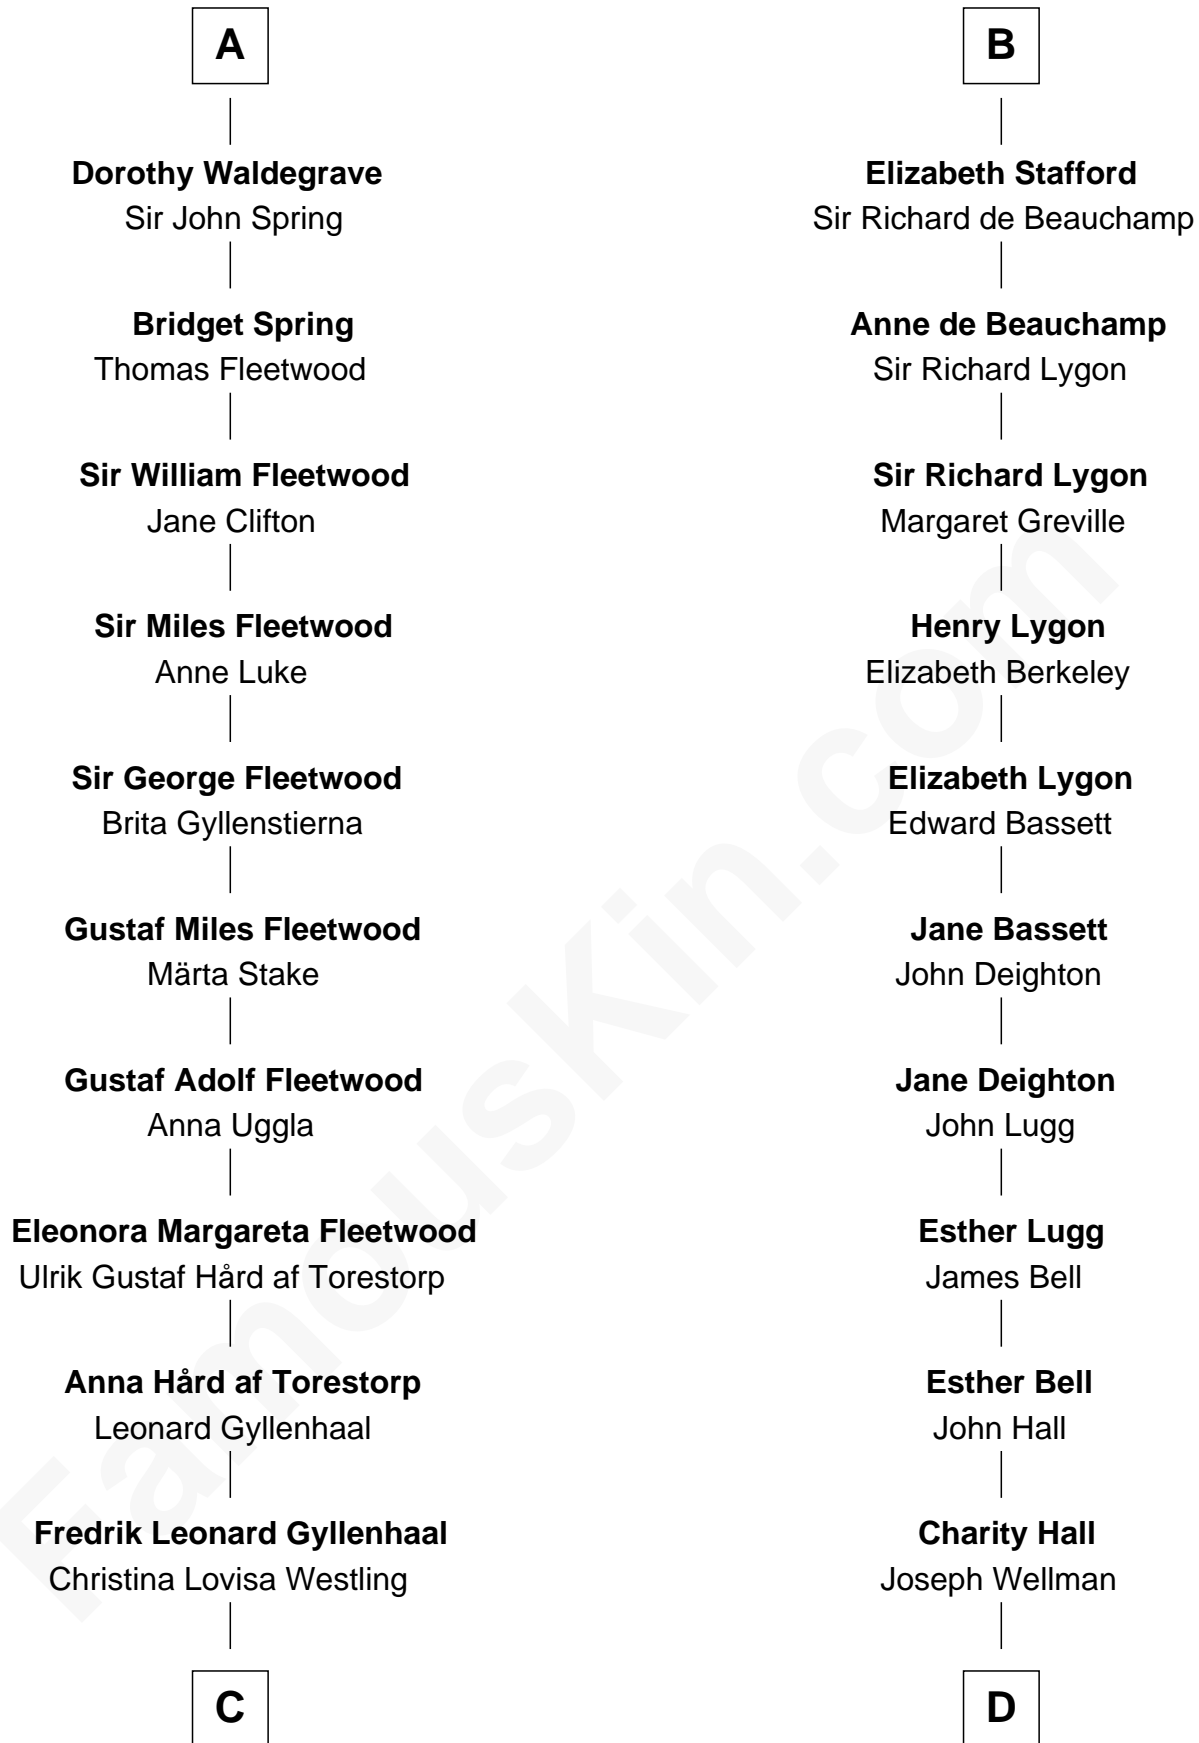 A
Dorothy Waldegrave
Sir John Spring
Bridget Spring
Thomas Fleetwood
Sir William Fleetwood
Jane Clifton
Sir Miles Fleetwood
Anne Luke
Sir George Fleetwood
Brita Gyllenstierna
Gustaf Miles Fleetwood
Märta Stake
Gustaf Adolf Fleetwood
Anna Uggla
Eleonora Margareta Fleetwood
Ulrik Gustaf Hård af Torestorp
Anna Hård af Torestorp
Leonard Gyllenhaal
Fredrik Leonard Gyllenhaal
Christina Lovisa Westling
C
B
Elizabeth Stafford
Sir Richard de Beauchamp
Anne de Beauchamp
Sir Richard Lygon
Sir Richard Lygon
Margaret Greville
Henry Lygon
Elizabeth Berkeley
Elizabeth Lygon
Edward Bassett
Jane Bassett
John Deighton
Jane Deighton
John Lugg
Esther Lugg
James Bell
Esther Bell
John Hall
Charity Hall
Joseph Wellman
D
FamousKin.com